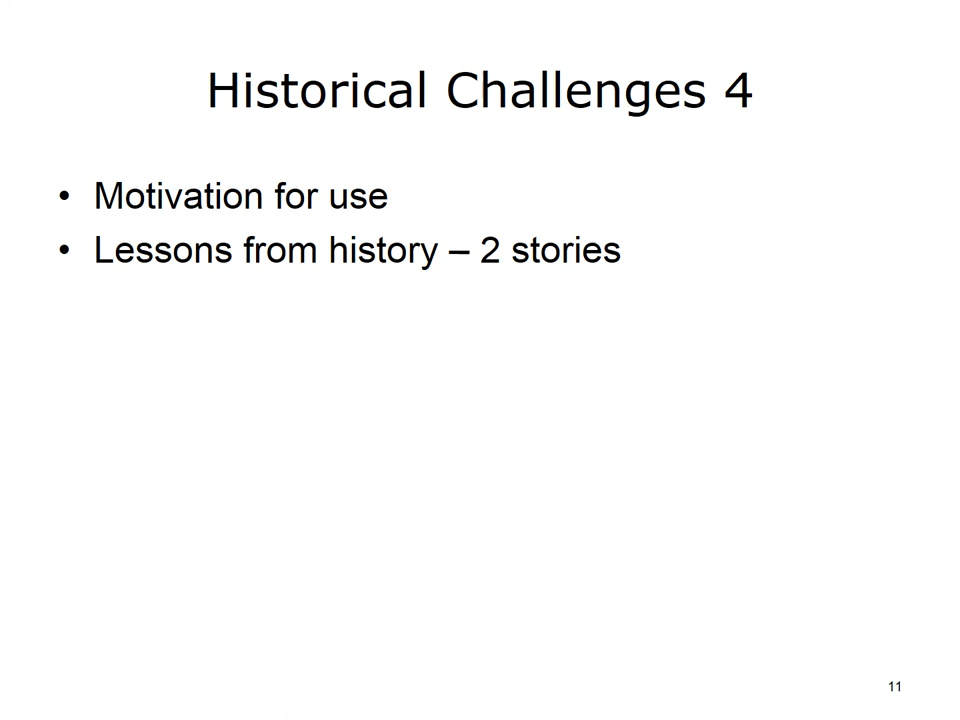 Historical Challenges 4
• Motivation for use
• Lessons from history – 2 stories
11